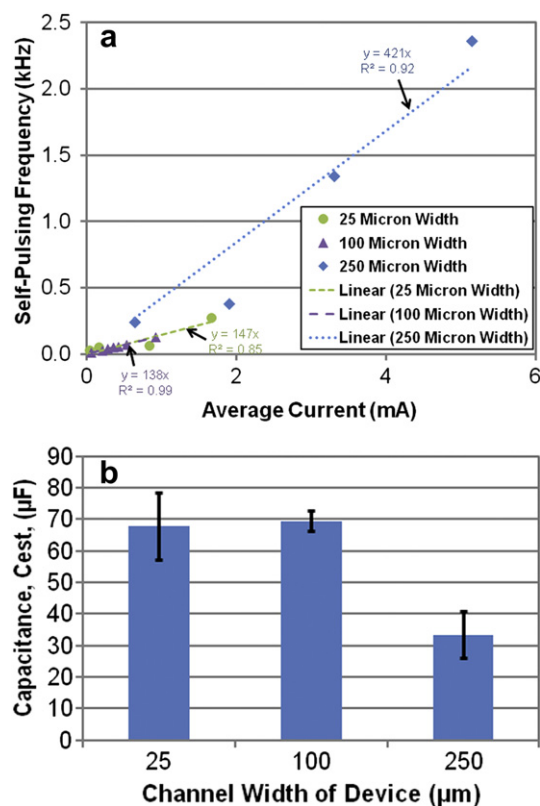 a
Self-Pulsing Frequency (kHz)
2.5
2.0
1.5
1.0
0.5
0.0
y = 421x
R² = 0.92
25 Micron Width
100 Micron Width
250 Micron Width
Linear (25 Micron Width)
Linear (100 Micron Width)
Linear (250 Micron Width)
y = 147x
R² = 0.85
y = 138x
R² = 0.99
0
2
4
6
Average Current (mA)
b
Capacitance, Cest, (µF)
90
80
70
60
50
40
30
20
10
0
25
100
250
Channel Width of Device (µm)